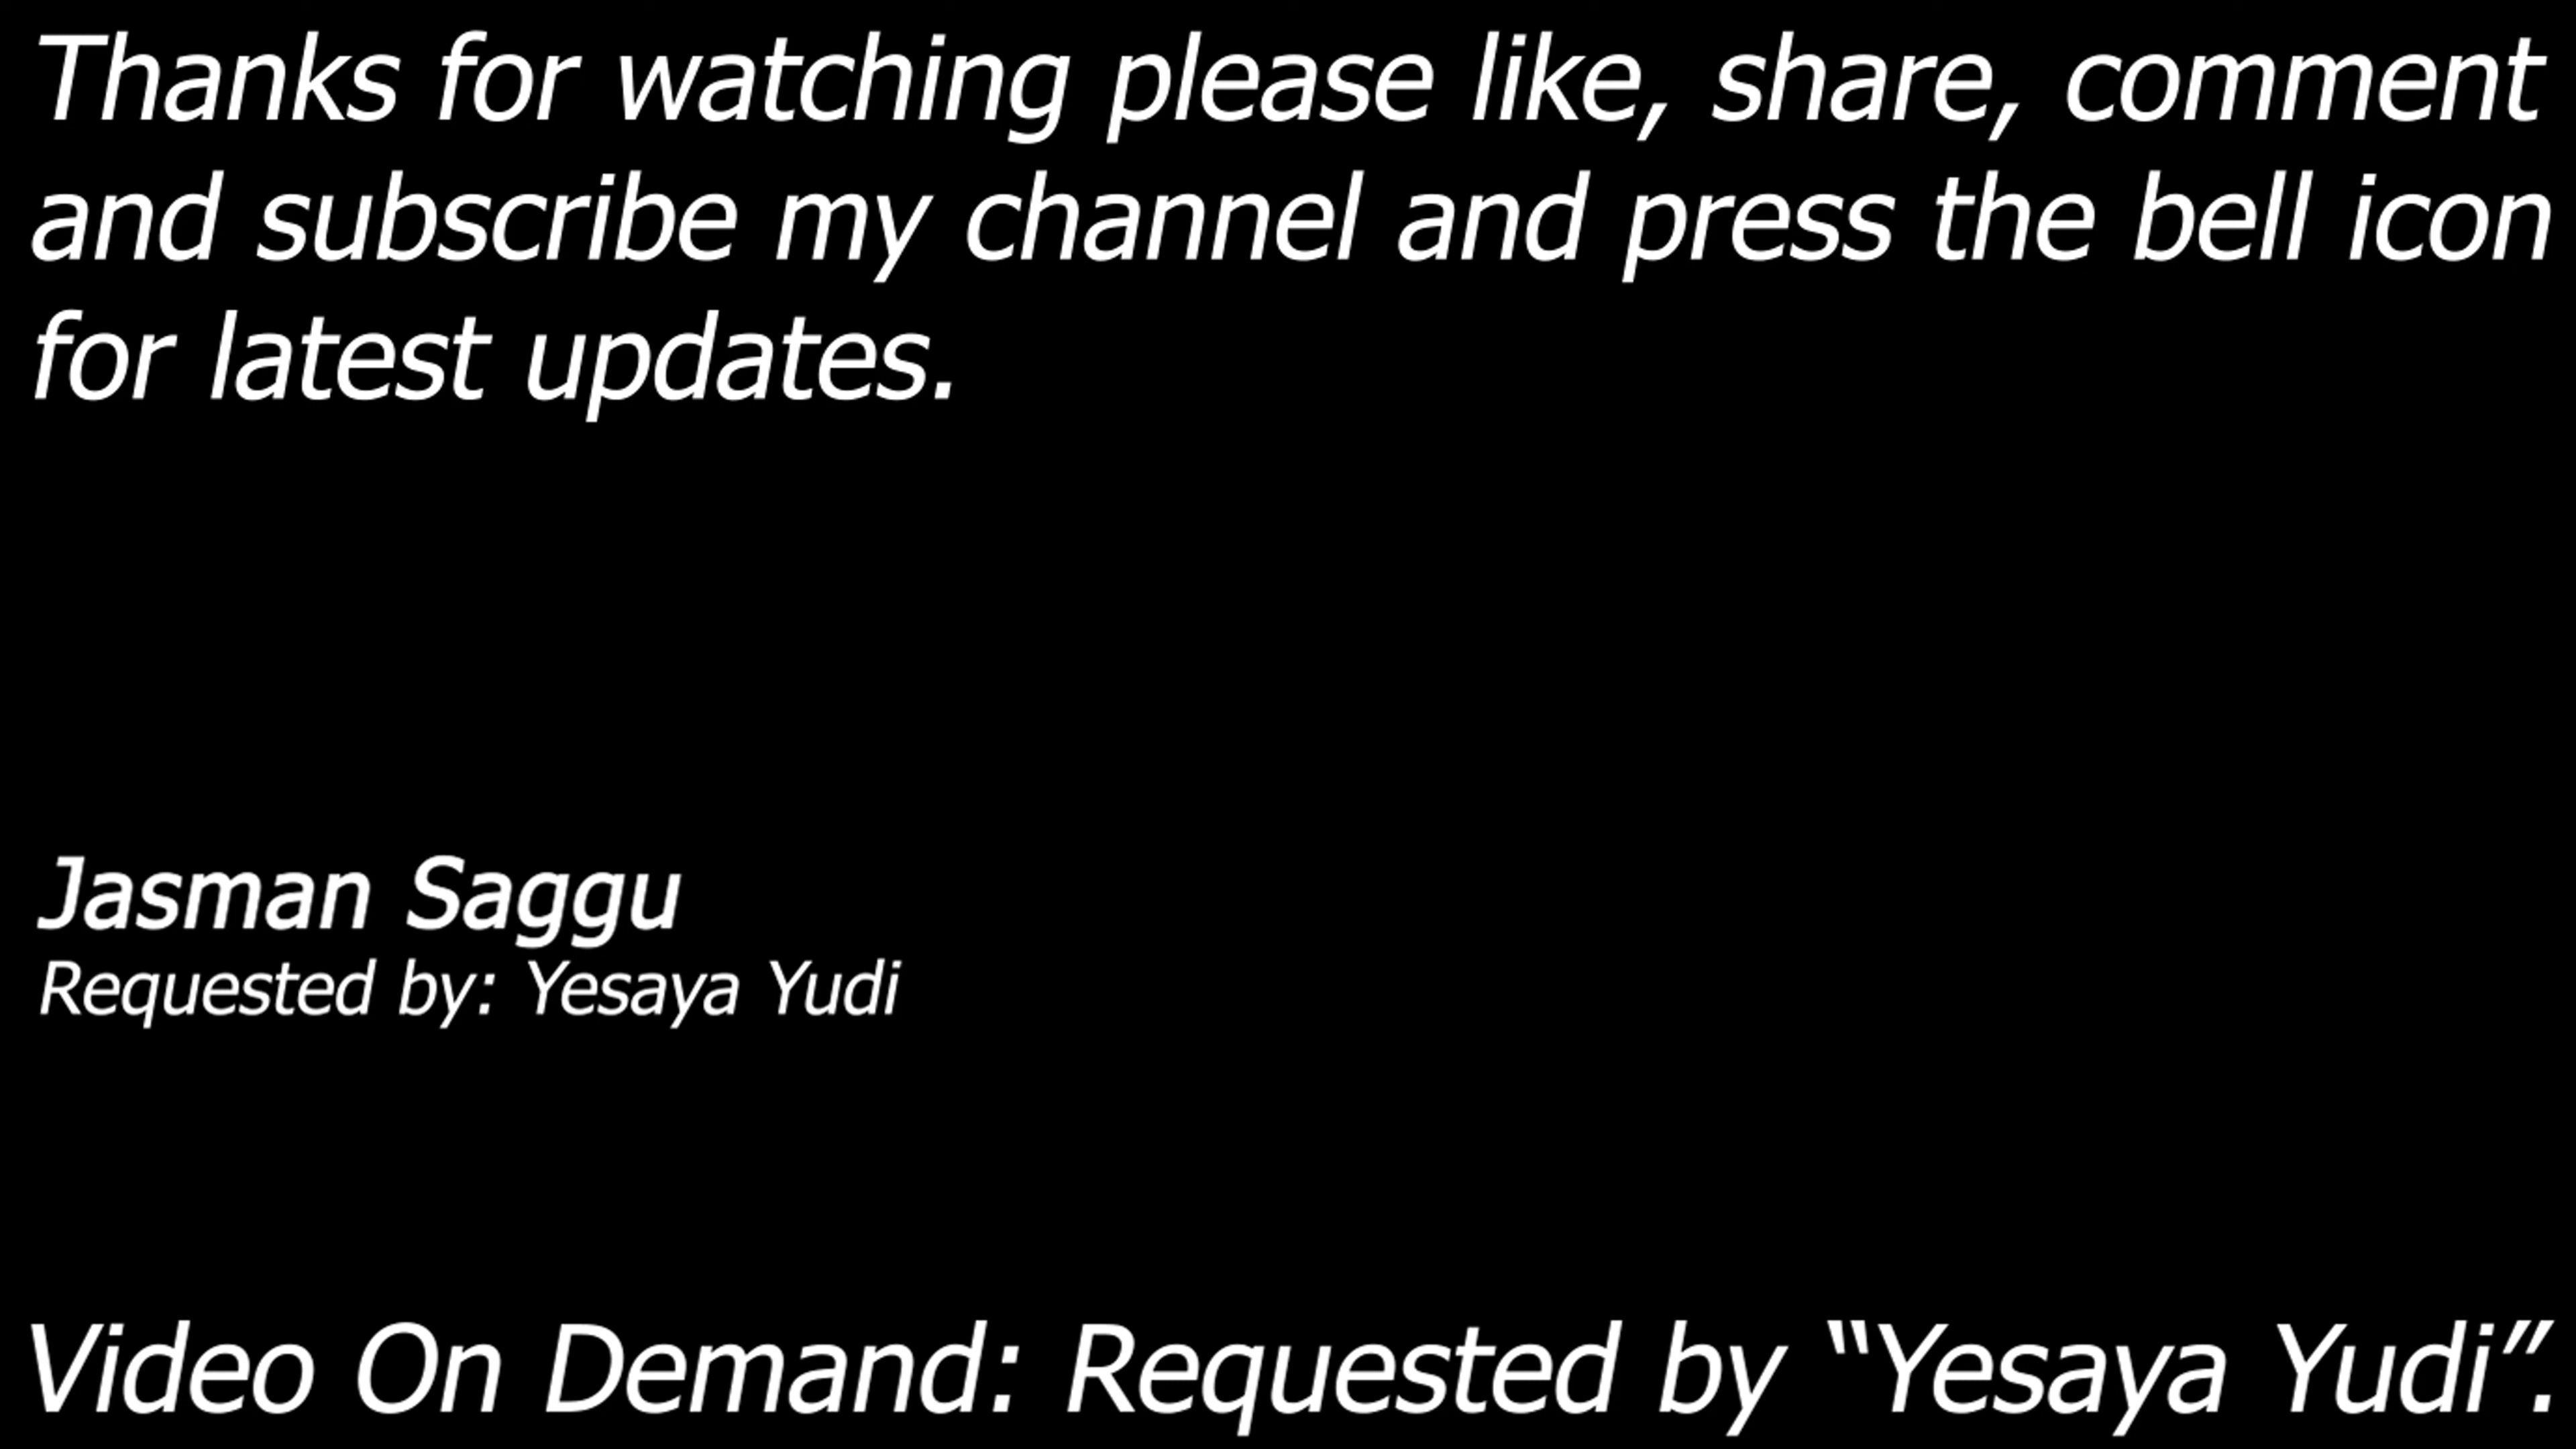 Thanks for watching please like, share, comment
and subscribe my channel and press the bell icon
for latest updates.
Jasman Saggu
Requested by: Yesaya Yudi
Video On Demand: Requested by “Yesaya Yudi”.